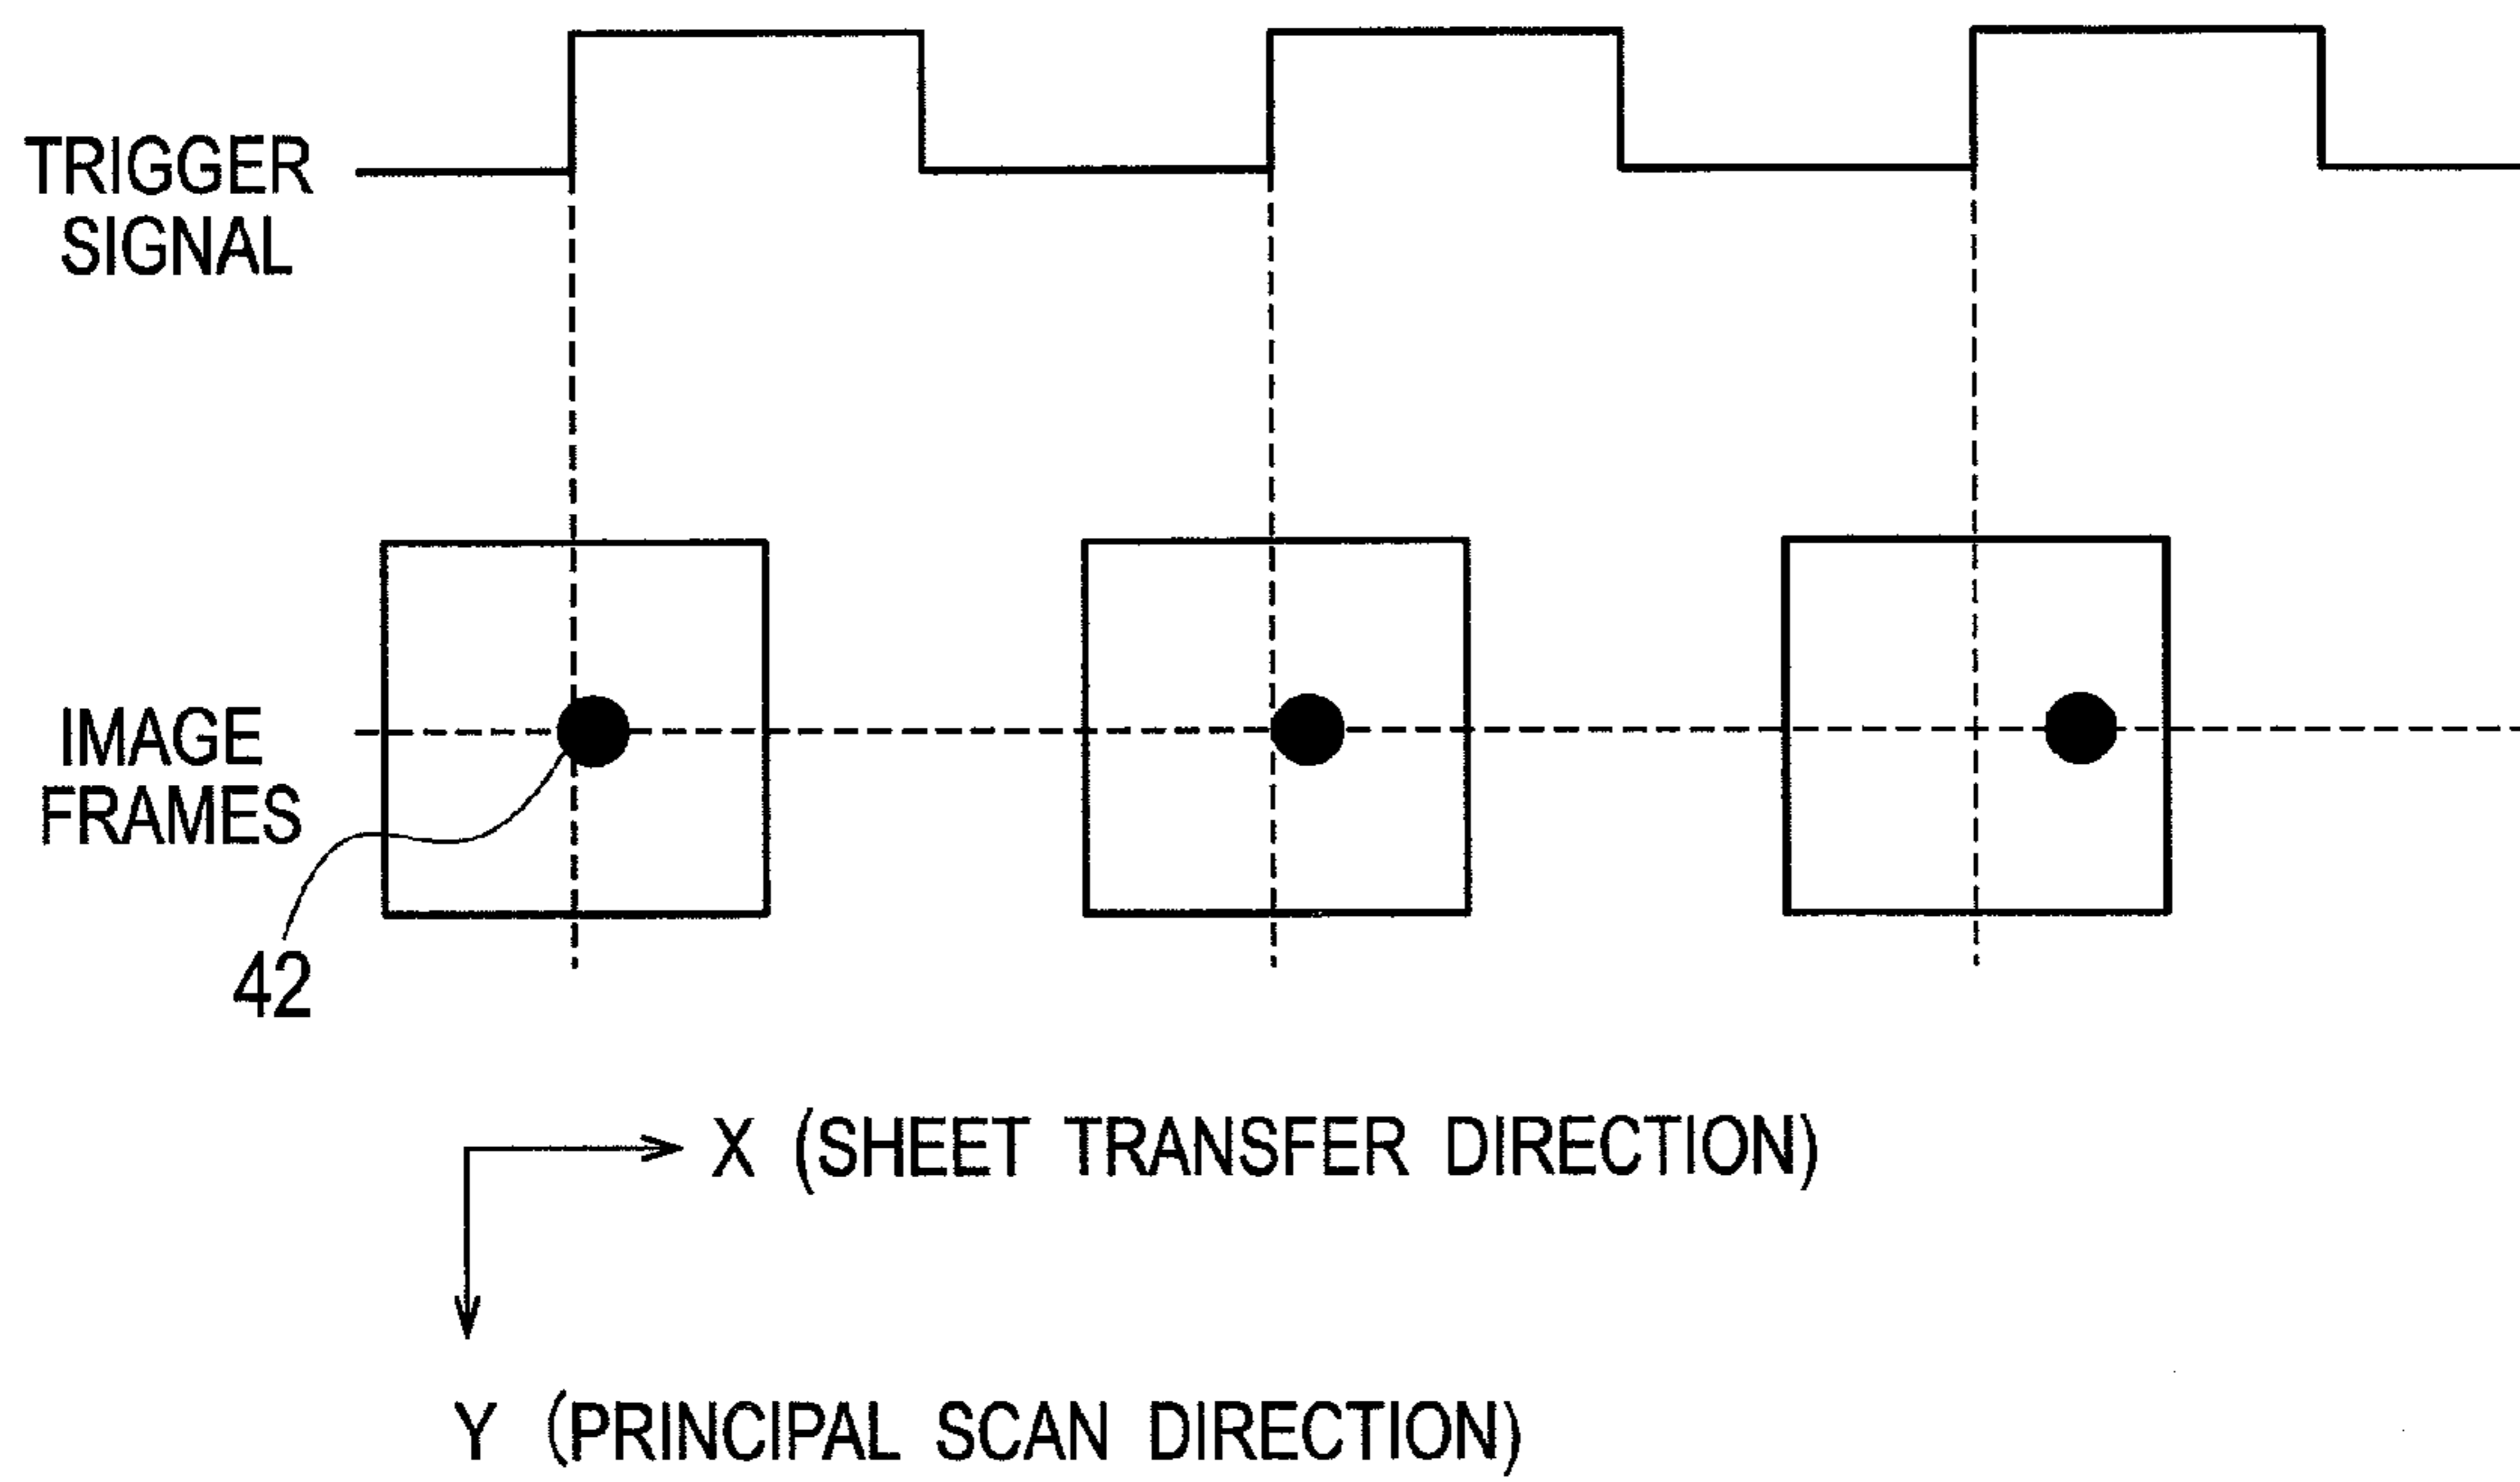 TRIGGER
SIGNAL
IMAGE
FRAMES
42
X (SHEET TRANSFER DIRECTION)
Y (PRINCIPAL SCAN DIRECTION)